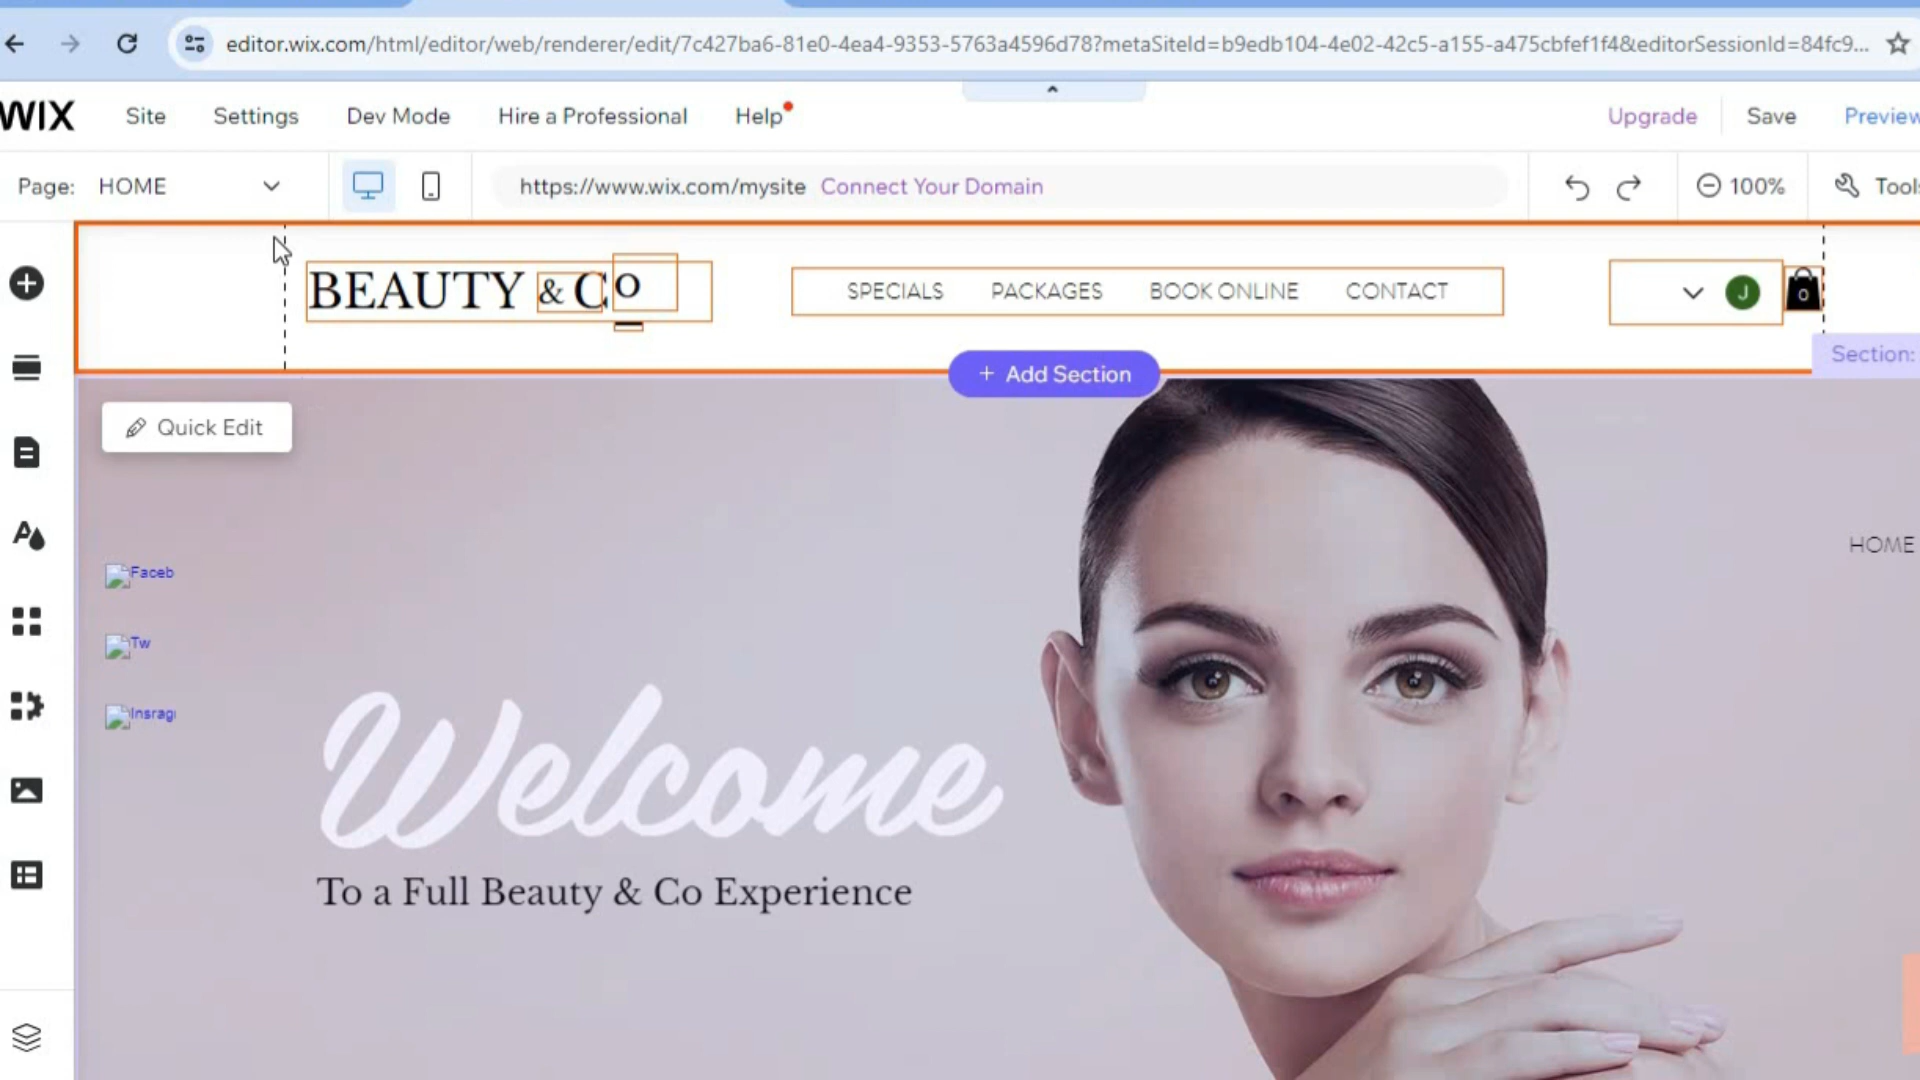 editor.wix.com/html/editor/web/renderer/edit/7c427ba6-81e0-4ea4-9353-5763a4596d78?metaSiteId=b9edb104-4e02-42c5-a155-a475cbfef1f4&editorSessionId=84fc9...
WIX Site Settings Dev Mode Hire a Professional Help Upgrade Save Preview
Page: HOME https://www.wix.com/mysite Connect Your Domain 100% Tools
BEAUTY & Co SPECIALS PACKAGES BOOK ONLINE CONTACT J 0
Section:
+ Add Section
Quick Edit
HOME
Faceb
Tw
Insragr
Welcome
To a Full Beauty & Co Experience